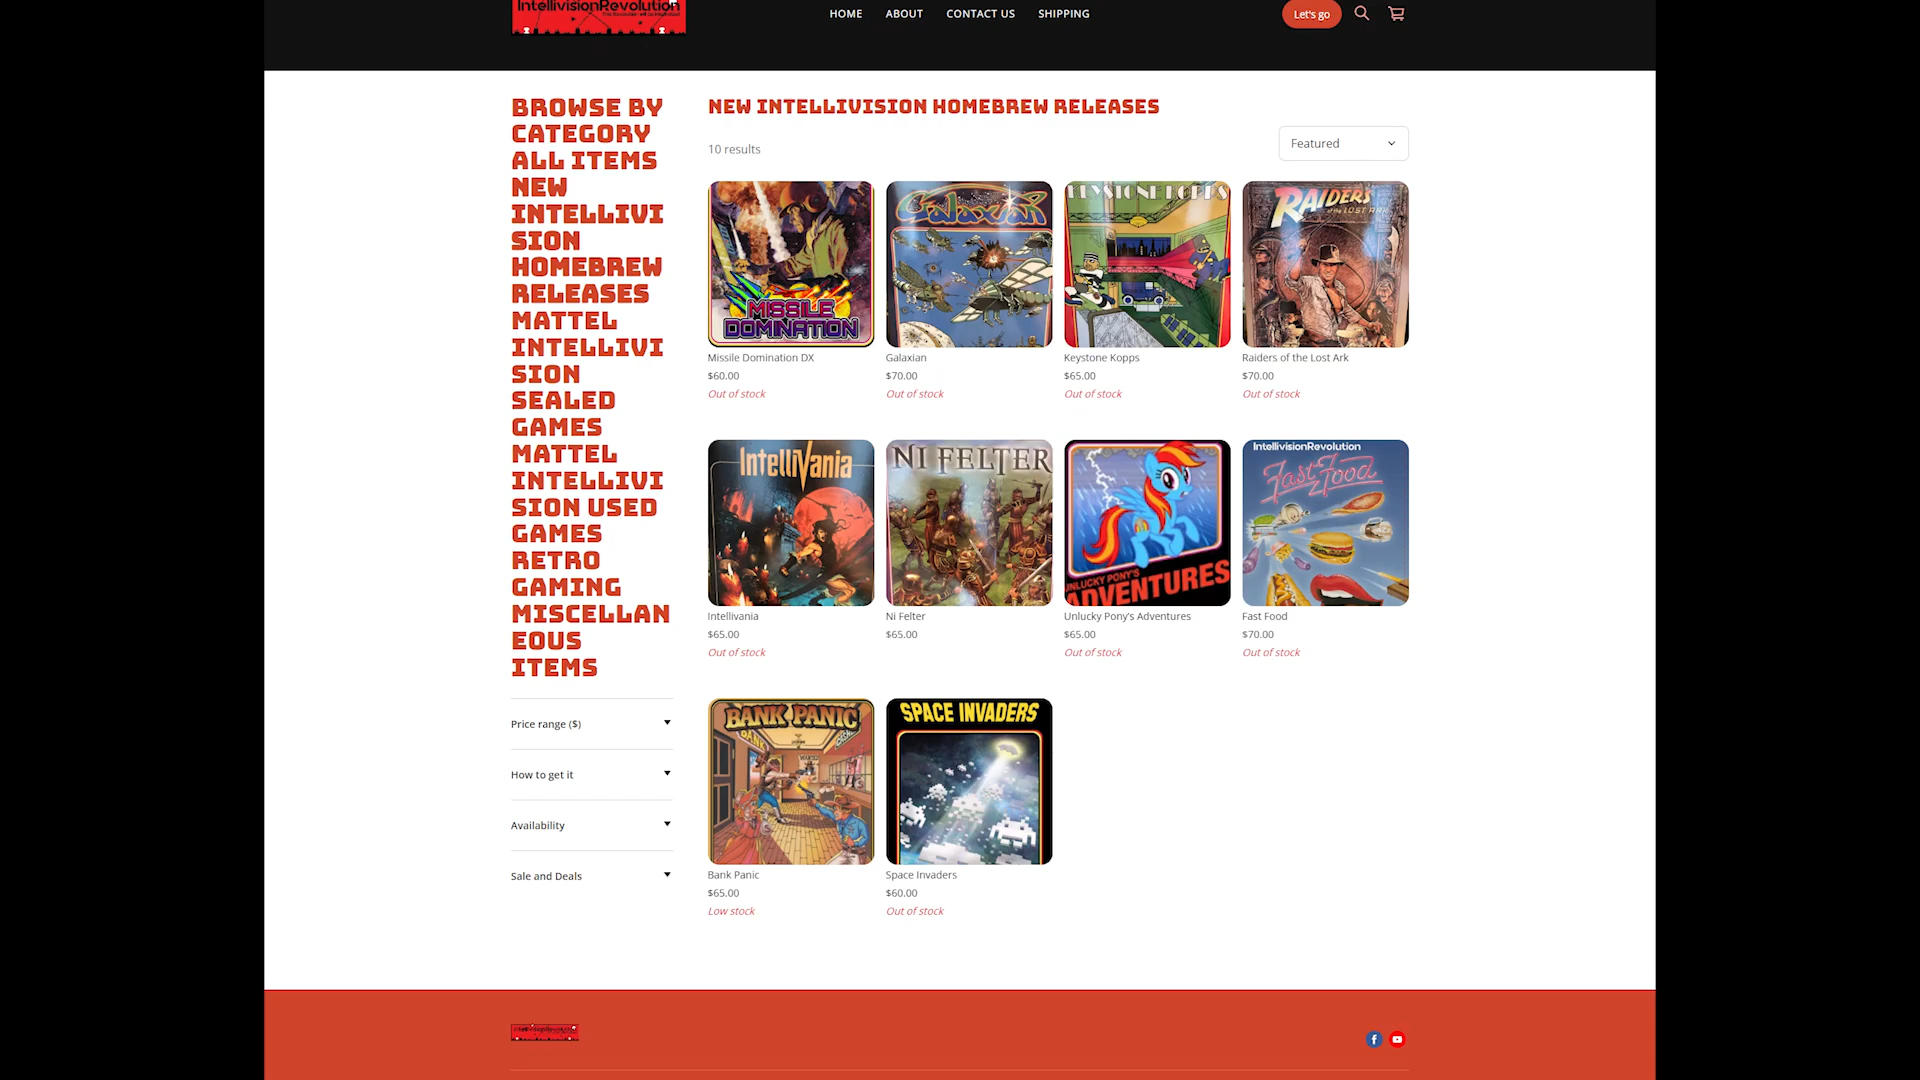 IntellivisionRevolution
HOME
ABOUT
CONTACT US
SHIPPING
Let's go
BROWSE BY
CATEGORY
ALL ITEMS
NEW
INTELLIVI
SION
HOMEBREW
RELEASES
MATTEL
INTELLIVI
SION
SEALED
GAMES
MATTEL
INTELLIVI
SION USED
GAMES
RETRO
GAMING
MISCELLAN
EOUS
ITEMS
Price range ($)
How to get it
Availability
Sale and Deals
NEW INTELLIVISION HOMEBREW RELEASES
10 results
Featured
MISSILE
DOMINATION
Missile Domination DX
$60.00
Out of stock
Galaxian
Galaxian
$70.00
Out of stock
KEYSTONE KOPPS
Keystone Kopps
$65.00
Out of stock
RAIDERS
of the LOST ARK
Raiders of the Lost Ark
$70.00
Out of stock
IntelliVania
Intellivania
$65.00
Out of stock
NI FELTER
Ni Felter
$65.00
UNLUCKY PONY'S
ADVENTURES
Unlucky Pony's Adventures
$65.00
Out of stock
IntellivisionRevolution
Fast Food
Fast Food
$70.00
Out of stock
BANK PANIC
BANK
Bank Panic
$65.00
Low stock
SPACE INVADERS
Space Invaders
$60.00
Out of stock